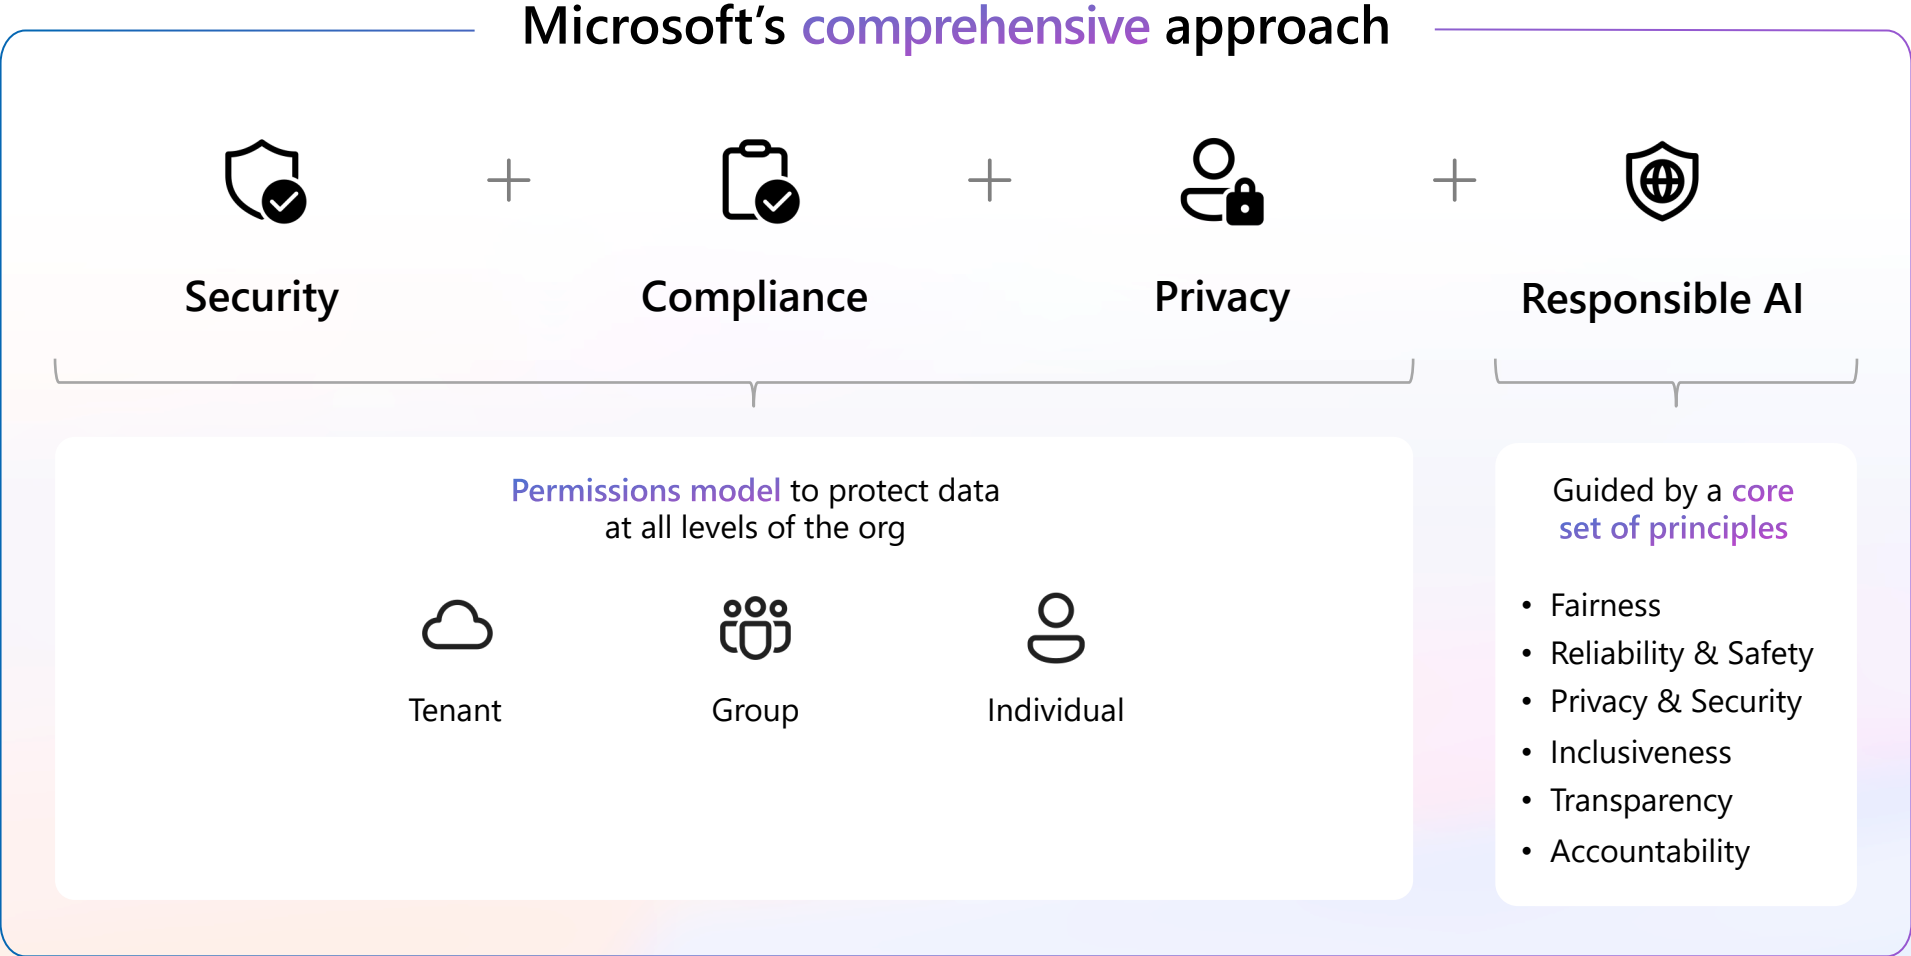 Microsoft’s comprehensive approach
Security
Compliance
Privacy
Responsible AI
Permissions model to protect data
at all levels of the org
Tenant
Group
Individual
Guided by a core
set of principles
• Fairness
• Reliability & Safety
• Privacy & Security
• Inclusiveness
• Transparency
• Accountability